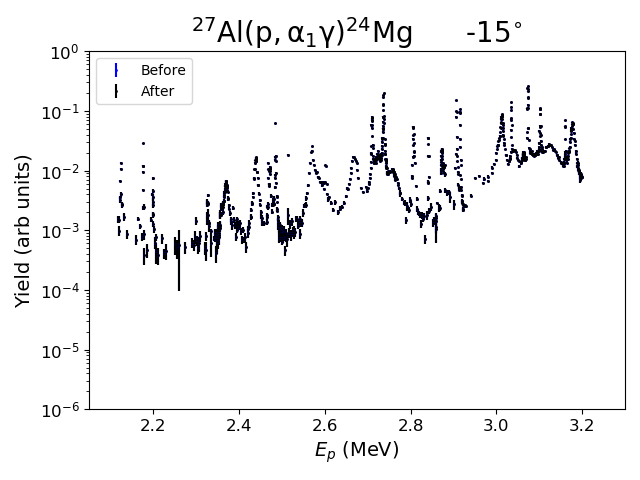 ²⁷Al(p, α₁γ)²⁴Mg -15°
Before
After
Yield (arb units)
10⁰
10⁻¹
10⁻²
10⁻³
10⁻⁴
10⁻⁵
10⁻⁶
2.2 2.4 2.6 2.8 3.0 3.2
Eₚ (MeV)